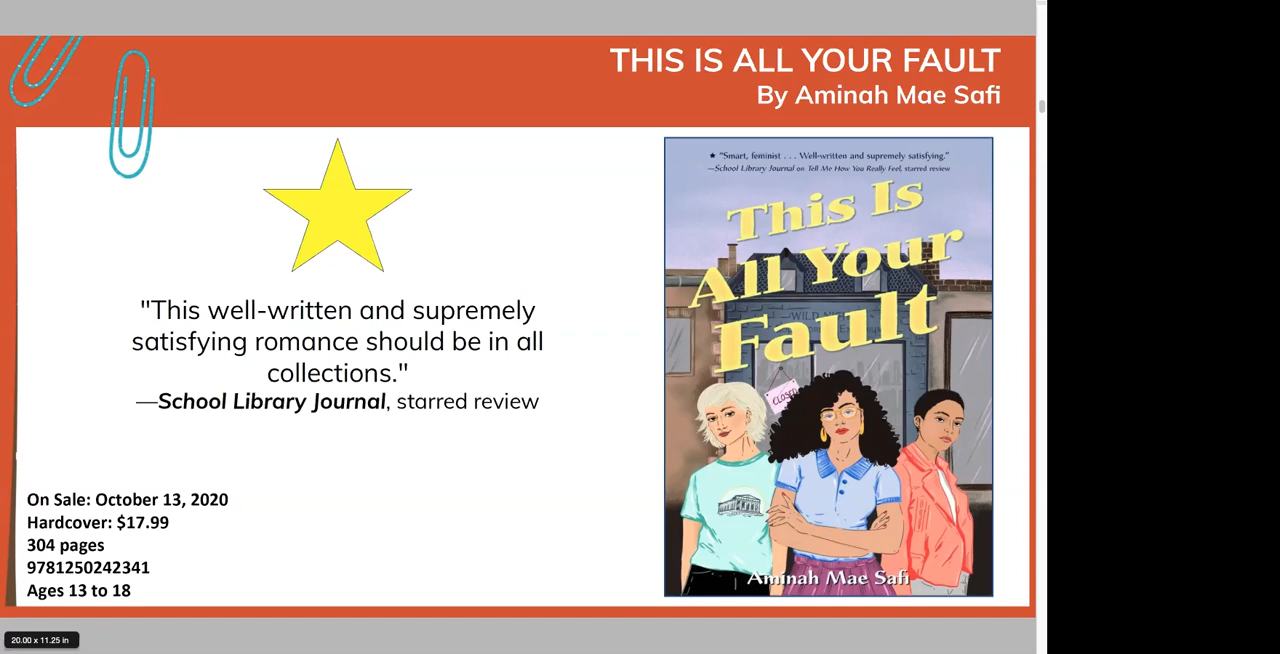 THIS IS ALL YOUR FAULT
By Aminah Mae Safi
"This well-written and supremely
satisfying romance should be in all
collections."
—School Library Journal, starred review
On Sale: October 13, 2020
Hardcover: $17.99
304 pages
9781250242341
Ages 13 to 18
★ "Smart, feminist . . . Well-written and supremely satisfying."
—School Library Journal on Tell Me How You Really Feel, starred review
This Is
All Your
Fault
CLOSED
Aminah Mae Safi
20.00 x 11.25 in